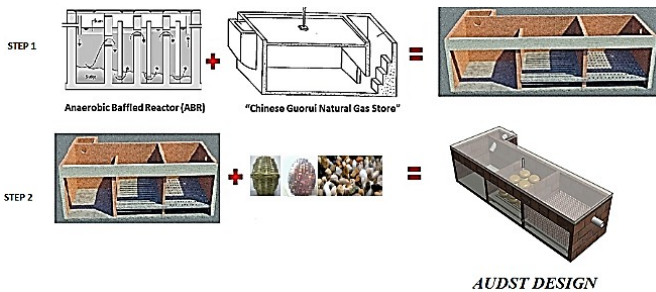 STEP 1
Anaerobic Baffled Reactor (ABR)
"Chinese Guorui Natural Gas Store"
STEP 2
AUDST DESIGN